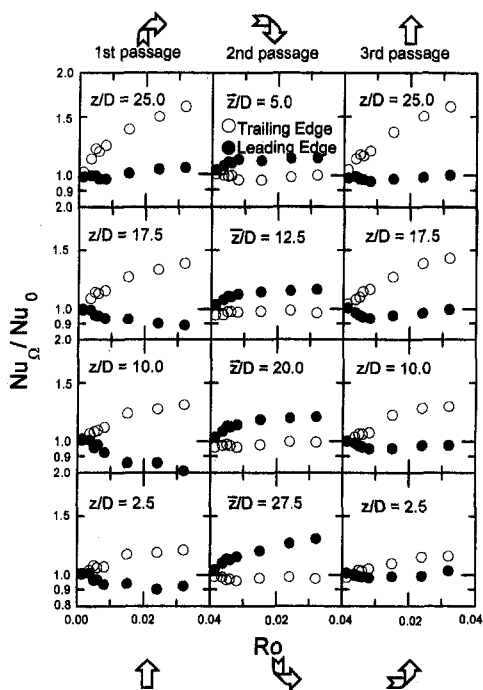 1st passage 2nd passage 3rd passage
2.0
z/D = 25.0 z̄/D = 5.0 z/D = 25.0
1.5
Trailing Edge
Leading Edge
1.0
0.9
2.0
z/D = 17.5 z̄/D = 12.5 z/D = 17.5
1.5
1.0
0.9
2.0
z/D = 10.0 z̄/D = 20.0 z/D = 10.0
1.5
1.0
0.9
2.0
z/D = 2.5 z̄/D = 27.5 z/D = 2.5
1.5
1.0
0.9
0.8
NuΩ / Nu0
0.00 0.02 0.04 0.02 0.04 0.02 0.04
Ro